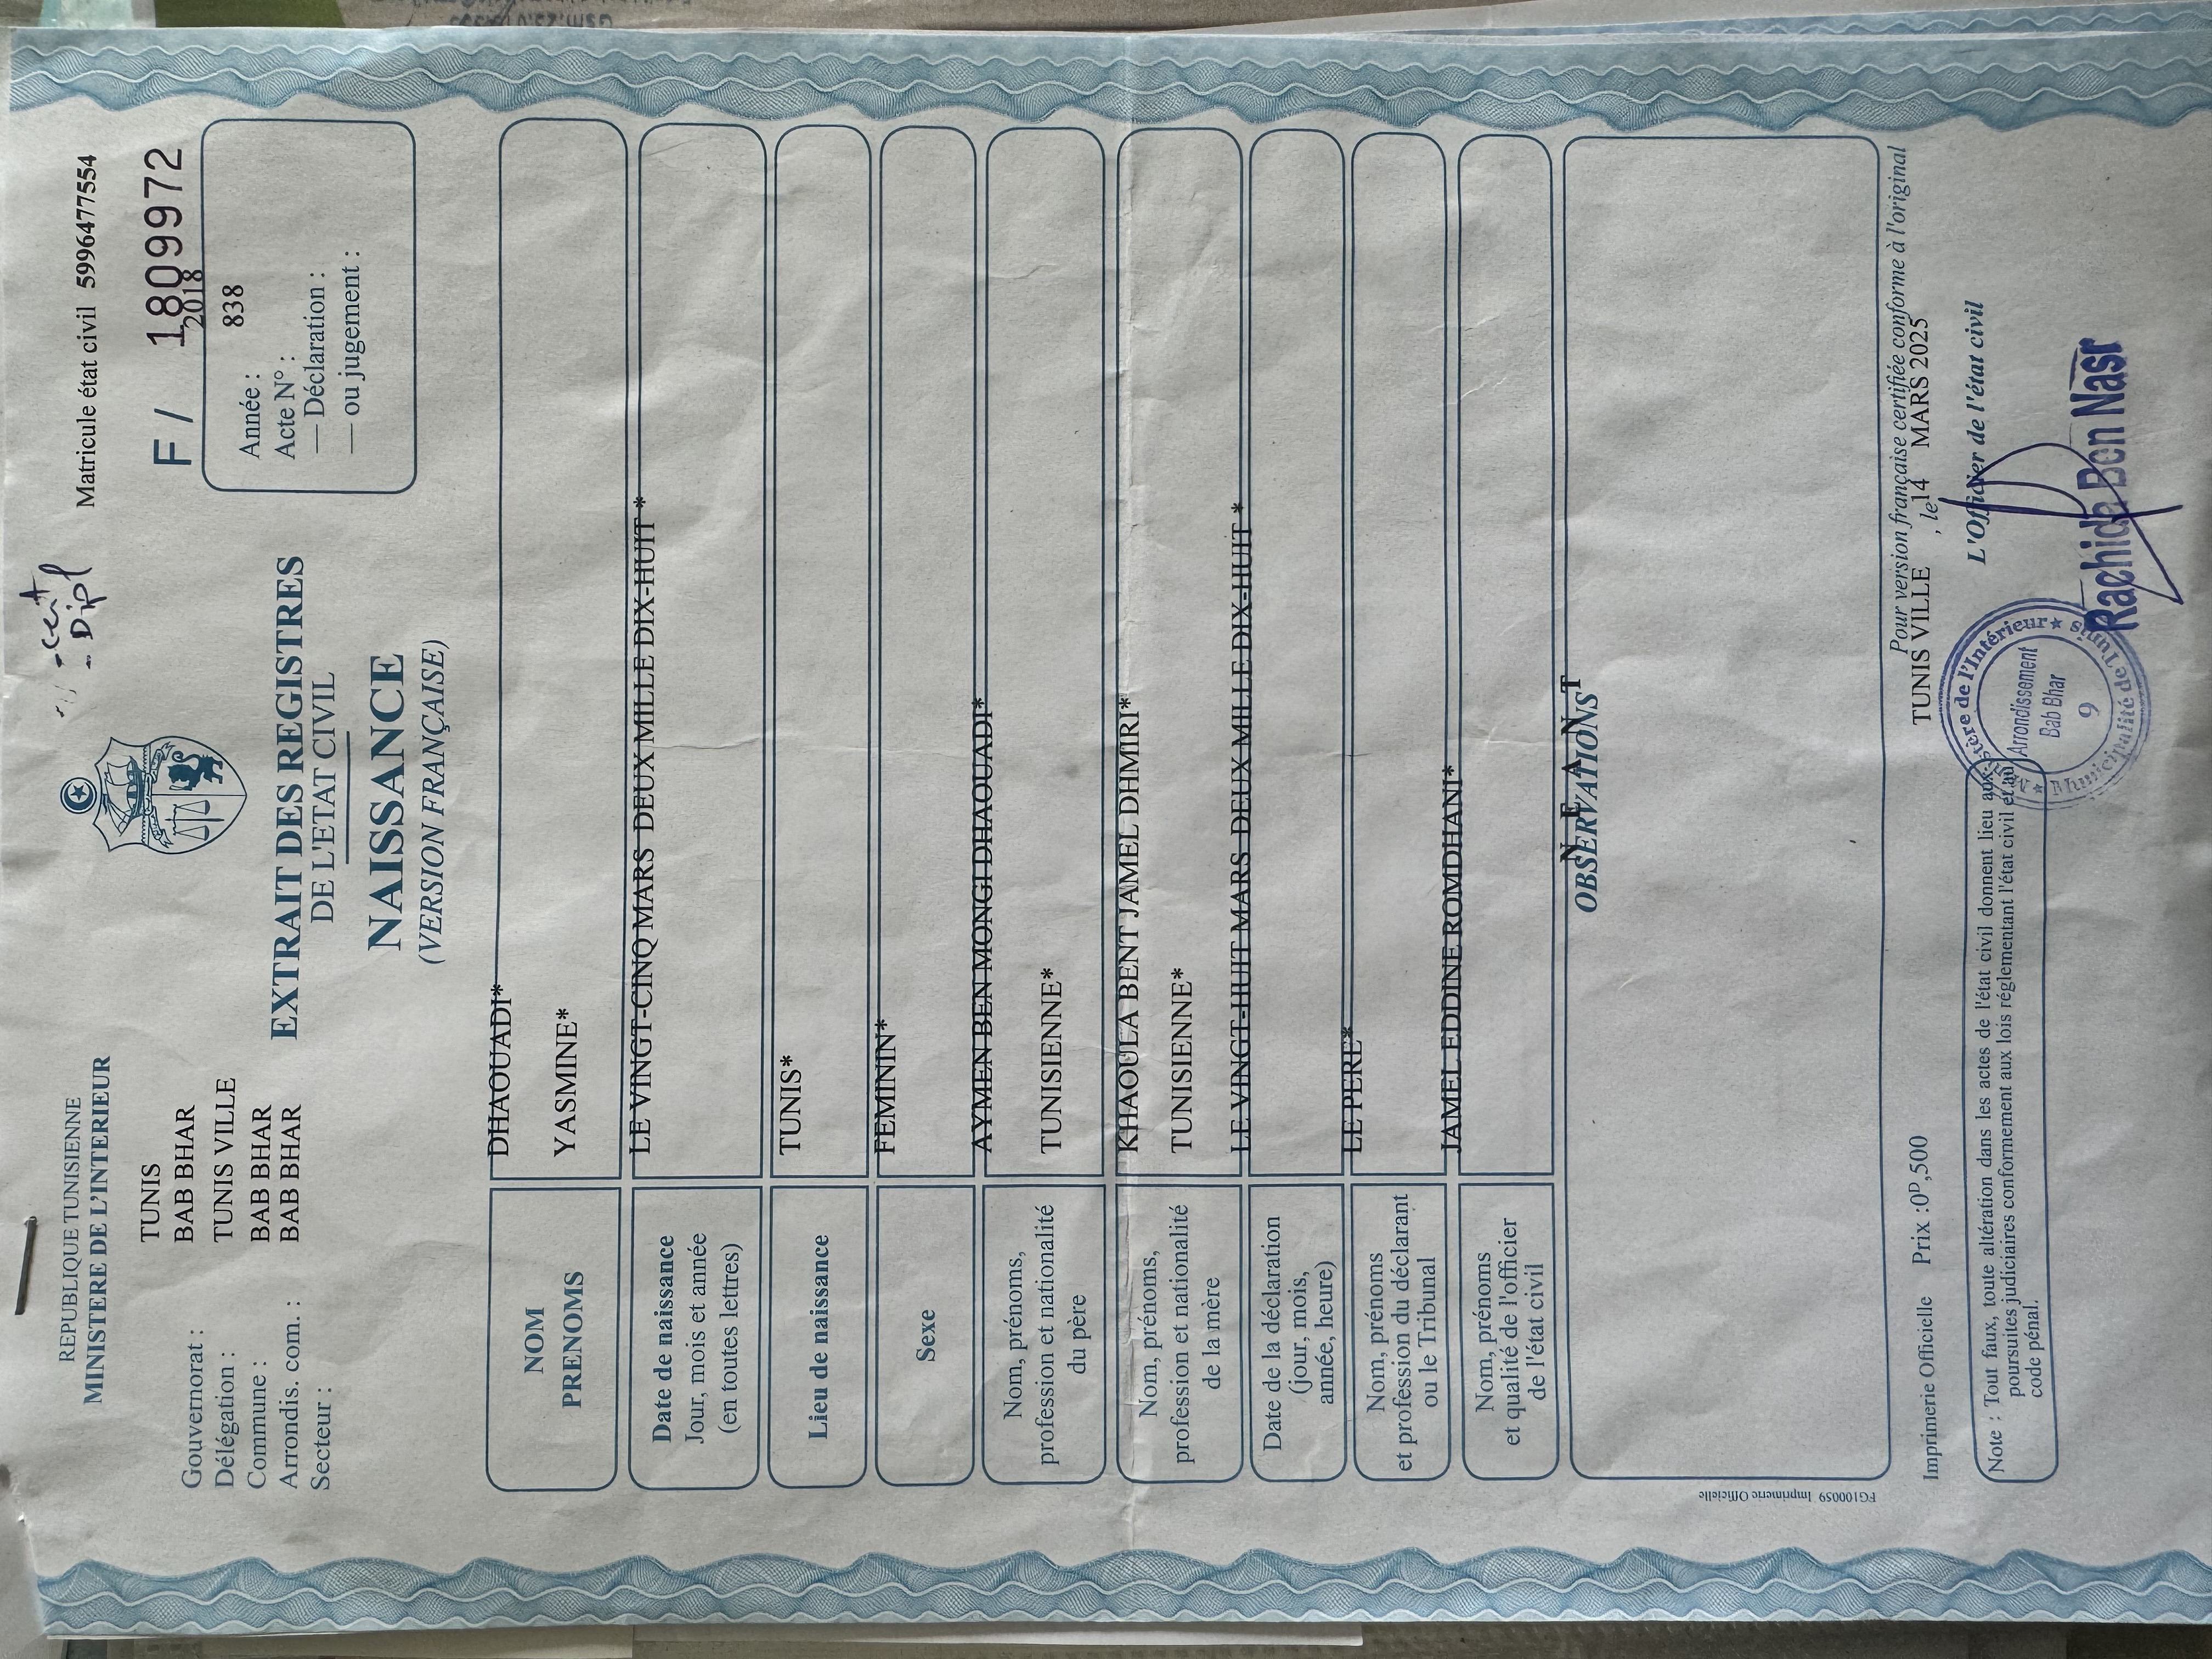 REPUBLIQUE TUNISIENNE
MINISTERE DE L'INTERIEUR
Gouvernorat : TUNIS
Délégation : BAB BHAR
Commune : TUNIS VILLE
Arrondis. com. : BAB BHAR
Secteur : BAB BHAR
- cert
- Dipl
Matricule état civil 5996477554
F / 1809972
Année : 2018
Acte N° : 838
— Déclaration :
— ou jugement :
EXTRAIT DES REGISTRES
DE L'ETAT CIVIL
NAISSANCE
(VERSION FRANÇAISE)
NOM
PRENOMS
DHAOUADI*
YASMINE*
Date de naissance
Jour, mois et année
(en toutes lettres)
LE VINGT-CINQ MARS DEUX MILLE DIX-HUIT *
Lieu de naissance
TUNIS*
Sexe
FEMININ*
Nom, prénoms,
profession et nationalité
du père
AYMEN BEN MONGI DHAOUADI*
TUNISIENNE*
Nom, prénoms,
profession et nationalité
de la mère
KHAOULA BENT JAMEL DHMIRI*
TUNISIENNE*
Date de la déclaration
(jour, mois,
année, heure)
LE VINGT-HUIT MARS DEUX MILLE DIX-HUIT *
Nom, prénoms
et profession du déclarant
ou le Tribunal
LE PERE*
Nom, prénoms
et qualité de l'officier
de l'état civil
JAMEL EDDINE ROMDHANI*
N E A N T
OBSERVATIONS
FG100059 Imprimerie Officielle
Pour version française certifiée conforme à l'original
TUNIS VILLE , le 14 MARS 2025
L'Officier de l'état civil
Imprimerie Officielle Prix :0D,500
Note : Tout faux, toute altération dans les actes de l'état civil donnent lieu aux
poursuites judiciaires conformement aux lois réglementant l'état civil et au
code pénal.
Ministère de l'Intérieur
Municipalité de Tunis
Arrondissement
Bab Bhar
9
Rachida Bon Nasr